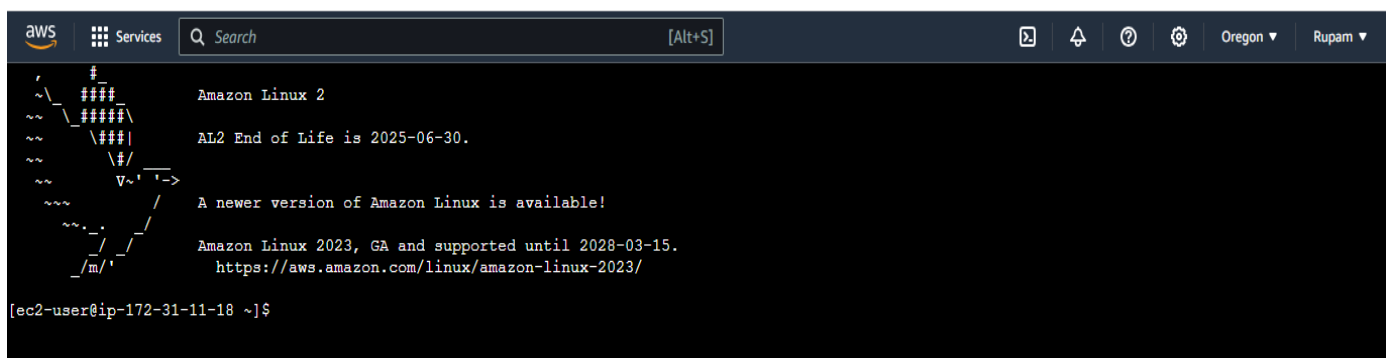 aws Services Search [Alt+S] Oregon ▼ Rupam ▼
   ,     #_
   ~\_  ####_        Amazon Linux 2
  ~~  \_#####\
  ~~     \###|       AL2 End of Life is 2025-06-30.
  ~~       \#/ ___
   ~~       V~' '->
    ~~~         /    A newer version of Amazon Linux is available!
      ~~._.   _/
         _/ _/       Amazon Linux 2023, GA and supported until 2028-03-15.
       _/m/'           https://aws.amazon.com/linux/amazon-linux-2023/
[ec2-user@ip-172-31-11-18 ~]$